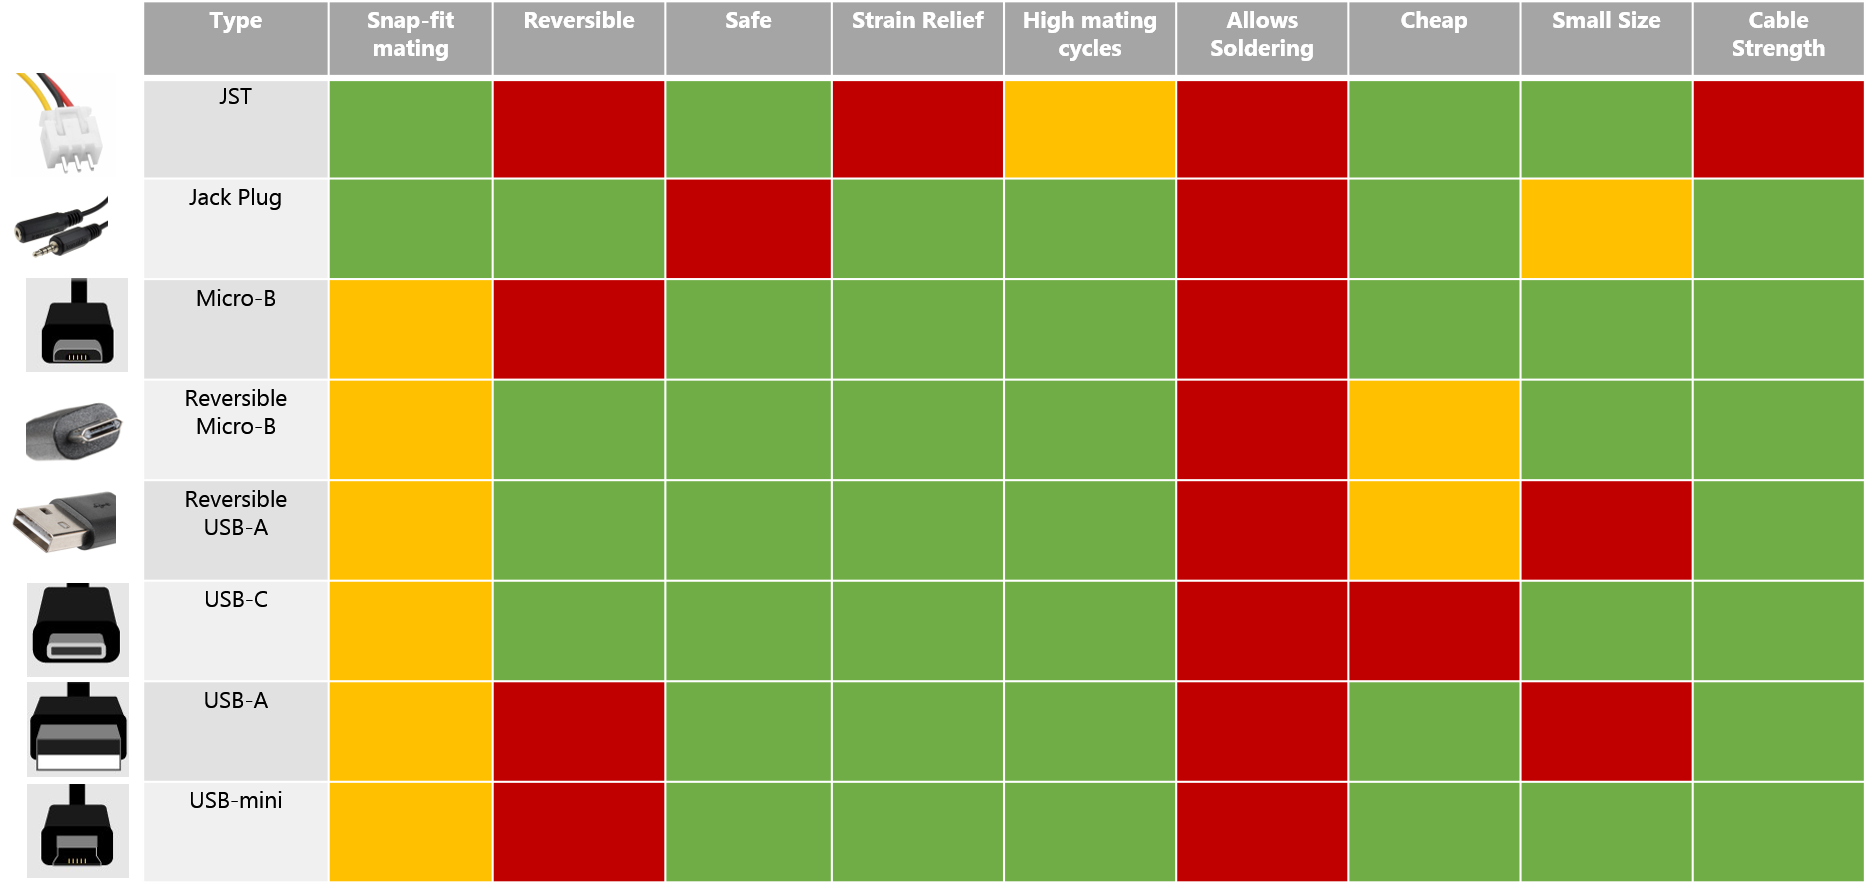 Type
Snap-fit
mating
Reversible
Safe
Strain Relief
High mating
cycles
Allows
Soldering
Cheap
Small Size
Cable
Strength
JST
Jack Plug
Micro-B
Reversible
Micro-B
Reversible
USB-A
USB-C
USB-A
USB-mini